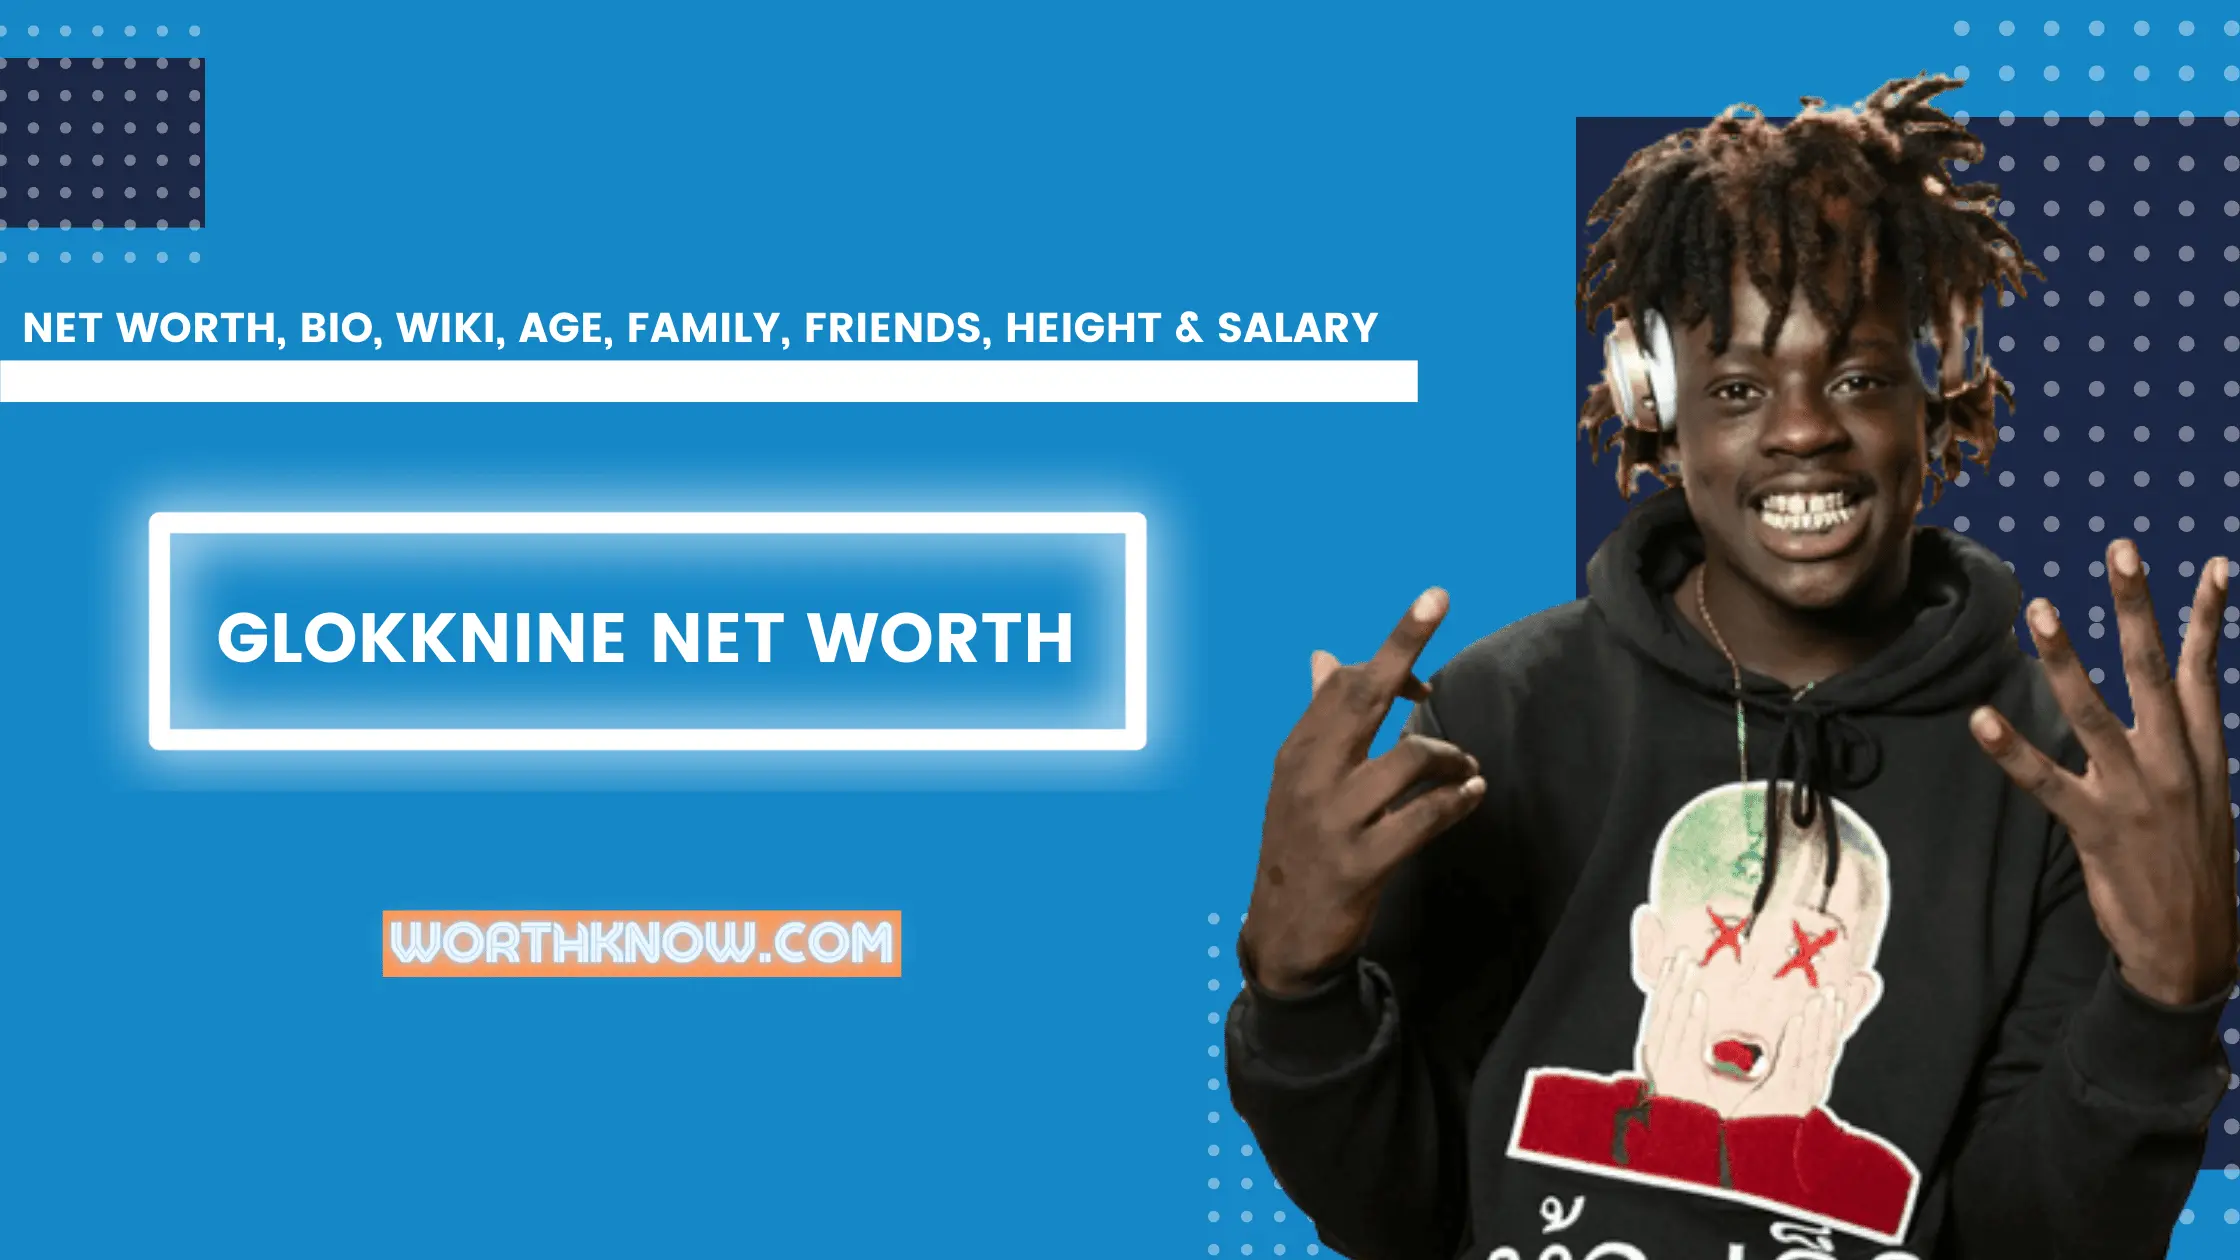 NET WORTH, BIO, WIKI, AGE, FAMILY, FRIENDS, HEIGHT & SALARY
GLOKKNINE NET WORTH
WORTHKNOW.COM